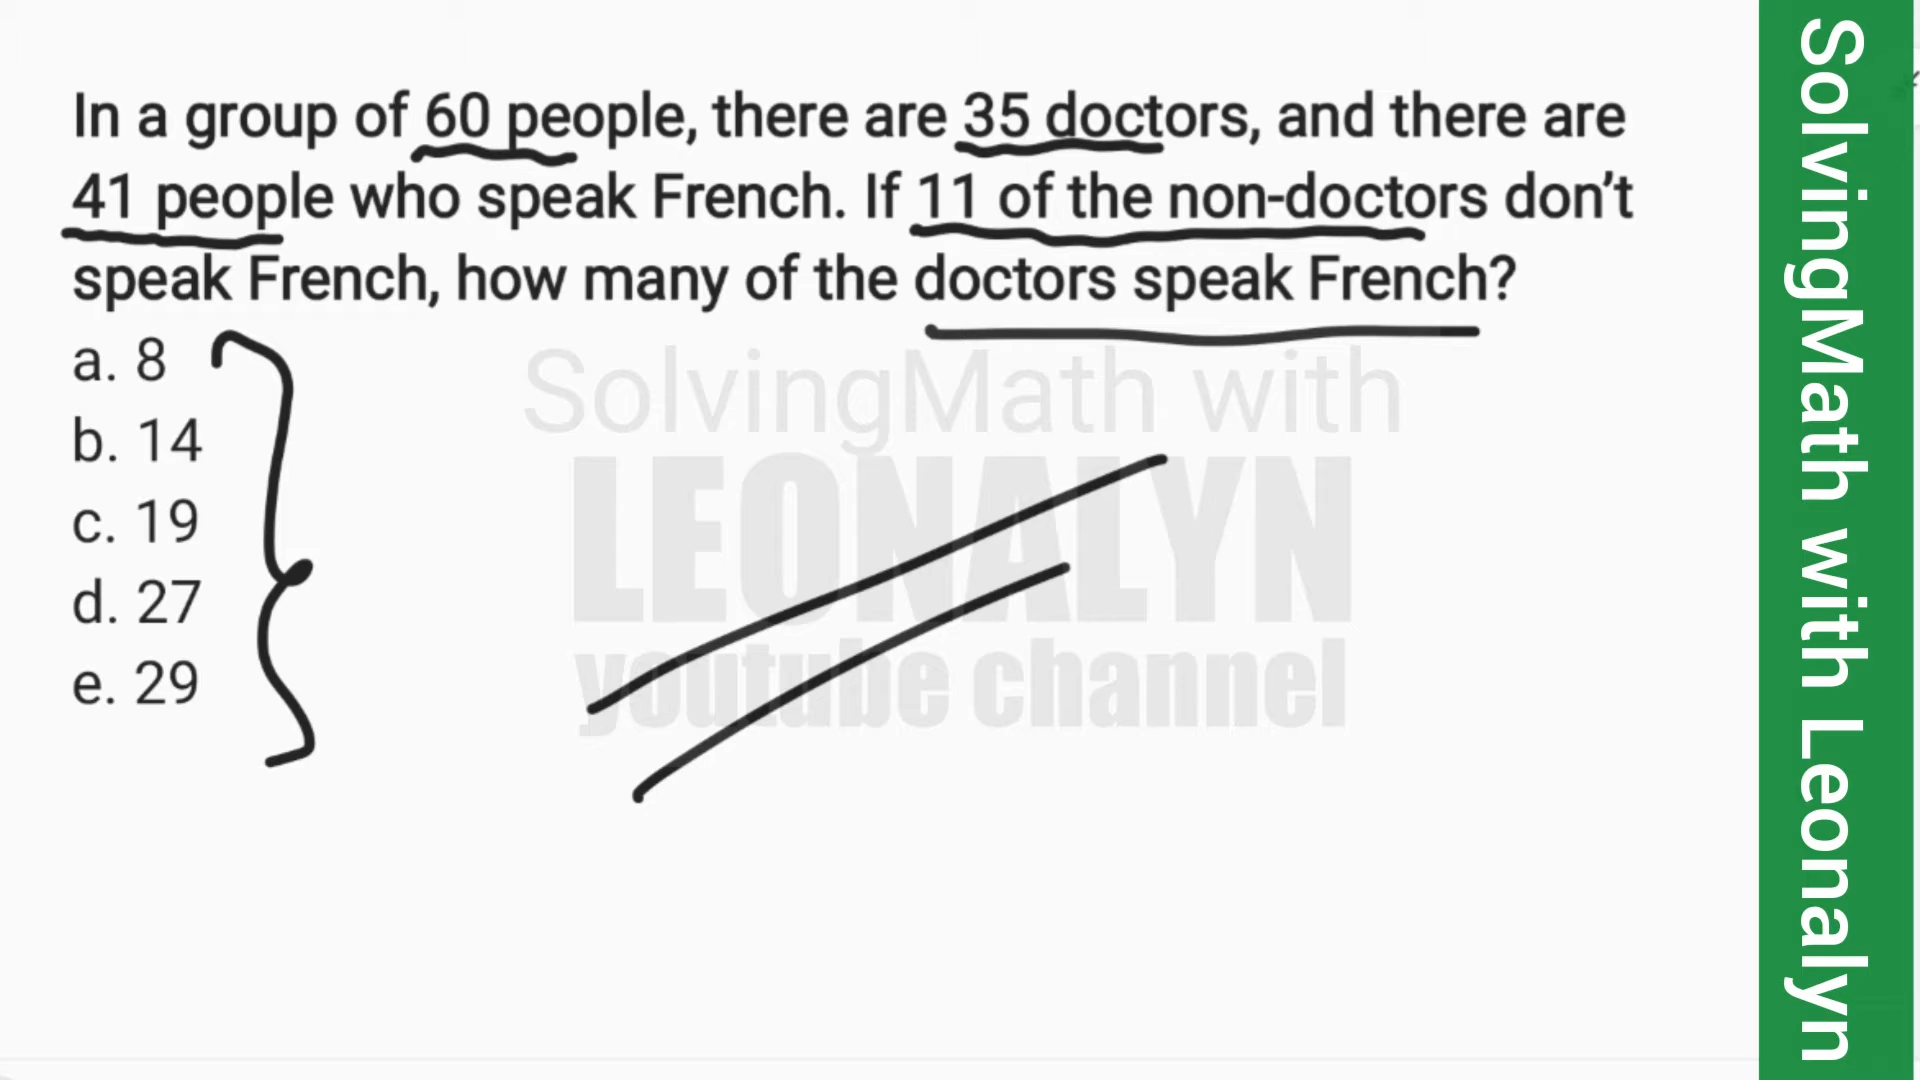 In a group of 60 people, there are 35 doctors, and there are
41 people who speak French. If 11 of the non-doctors don’t
speak French, how many of the doctors speak French?
a. 8
b. 14
c. 19
d. 27
e. 29
SolvingMath with
LEONALYN
youtube channel
SolvingMath with Leonalyn